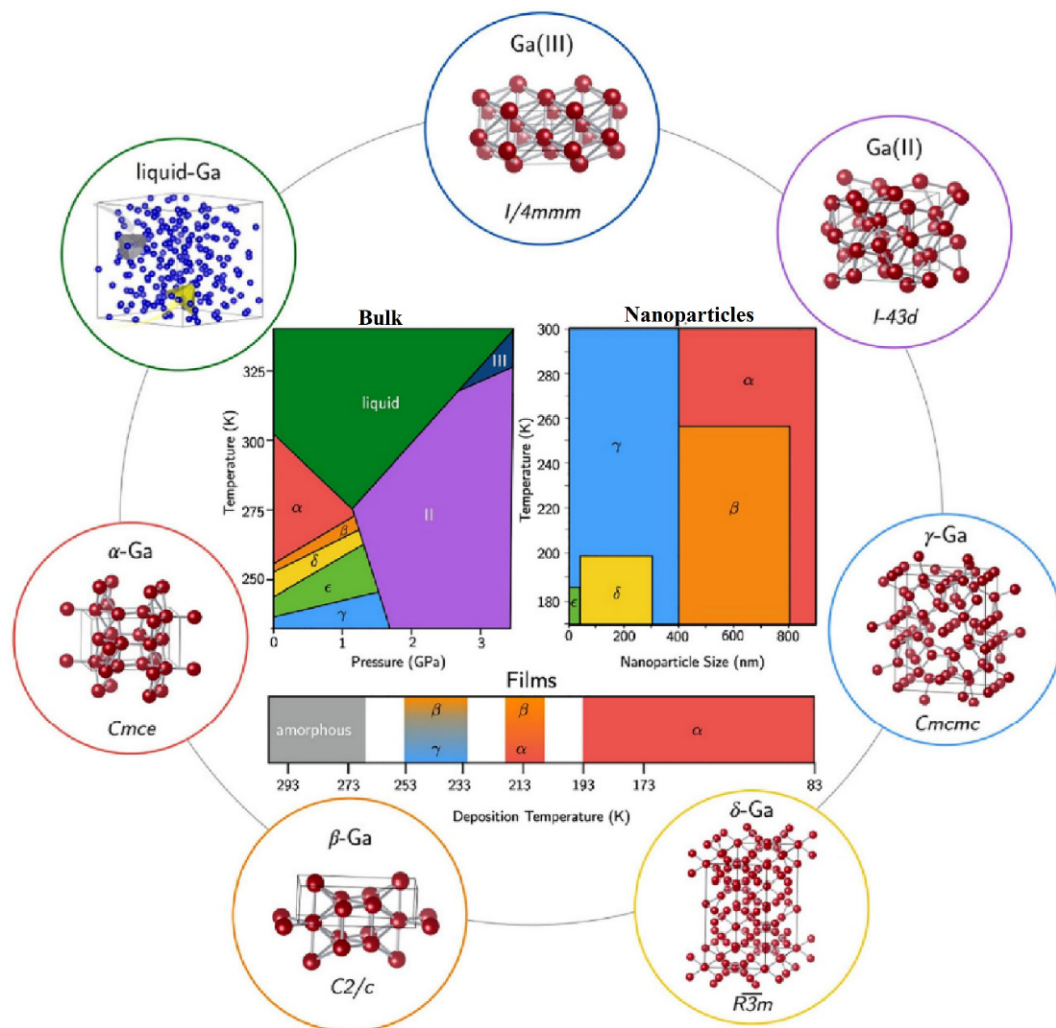 Ga(III)
I/4mmm
Ga(II)
I-43d
liquid-Ga
Bulk
325
300
275
250
Temperature (K)
liquid
III
α
II
β
δ
ϵ
γ
0
1
2
3
Pressure (GPa)
Nanoparticles
300
290
280
260
240
220
200
180
Temperature (K)
α
γ
β
δ
ϵ
0
200
400
600
800
Nanoparticle Size (nm)
α-Ga
Cmce
γ-Ga
Cmcmc
Films
amorphous
β
γ
β
α
α
293
273
253
233
213
193
173
83
Deposition Temperature (K)
β-Ga
C2/c
δ-Ga
R3̅m